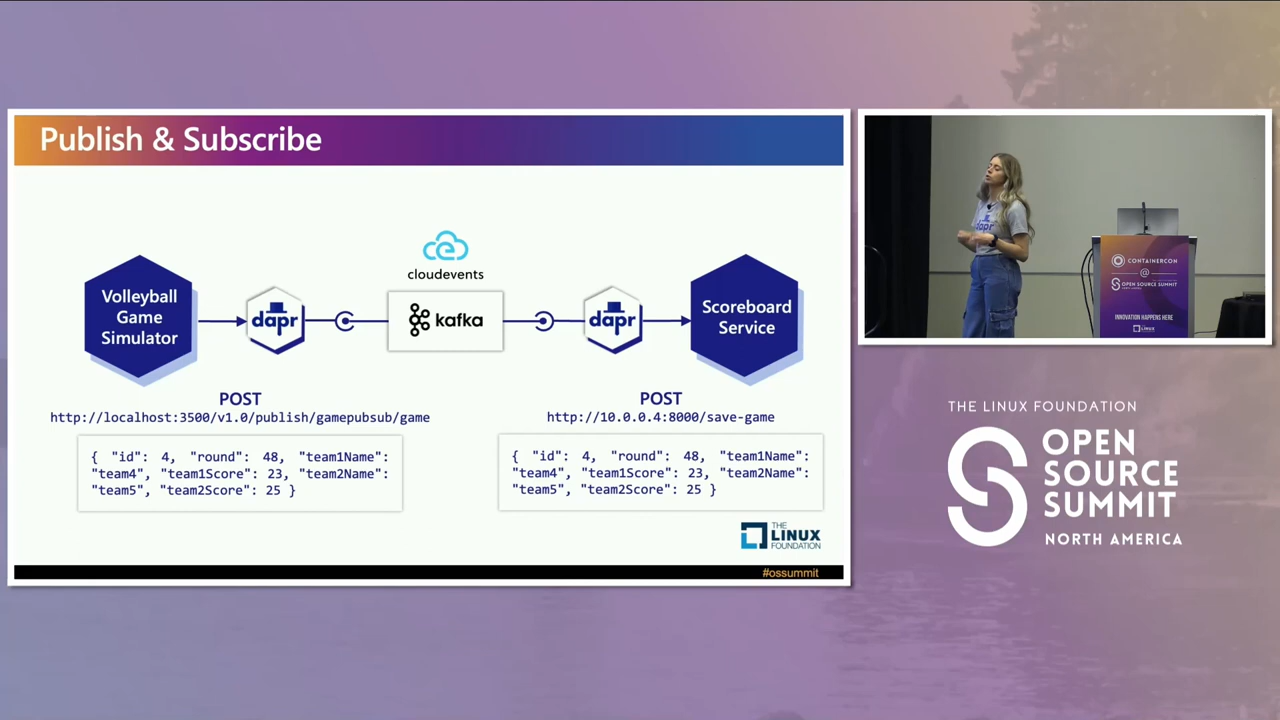 Publish & Subscribe
cloudevents
Volleyball
Game
Simulator
dapr
kafka
dapr
Scoreboard
Service
POST
http://localhost:3500/v1.0/publish/gamepubsub/game
{ "id": 4, "round": 48, "team1Name":
"team4", "team1Score": 23, "team2Name":
"team5", "team2Score": 25 }
POST
http://10.0.0.4:8000/save-game
{ "id": 4, "round": 48, "team1Name":
"team4", "team1Score": 23, "team2Name":
"team5", "team2Score": 25 }
THE
LINUX
FOUNDATION
#ossummit
dapr
CONTAINERCON
@
OPEN SOURCE SUMMIT
INNOVATION HAPPENS HERE
LINUX
THE LINUX FOUNDATION
OPEN
SOURCE
SUMMIT
NORTH AMERICA